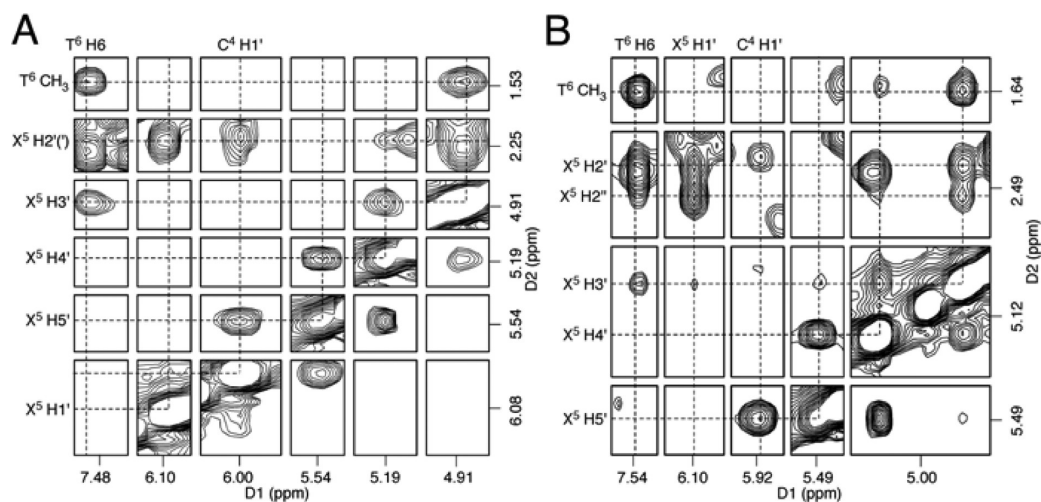 A
T⁶ H6
C⁴ H1'
T⁶ CH₃
X⁵ H2'(')
X⁵ H3'
X⁵ H4'
X⁵ H5'
X⁵ H1'
1.53
2.25
4.91
5.19
5.54
6.08
D2 (ppm)
7.48 6.10 6.00 5.54 5.19 4.91
D1 (ppm)
B
T⁶ H6 X⁵ H1' C⁴ H1'
T⁶ CH₃
X⁵ H2'
X⁵ H2"
X⁵ H3'
X⁵ H4'
X⁵ H5'
1.64
2.49
5.12
5.49
D2 (ppm)
7.54 6.10 5.92 5.49 5.00
D1 (ppm)